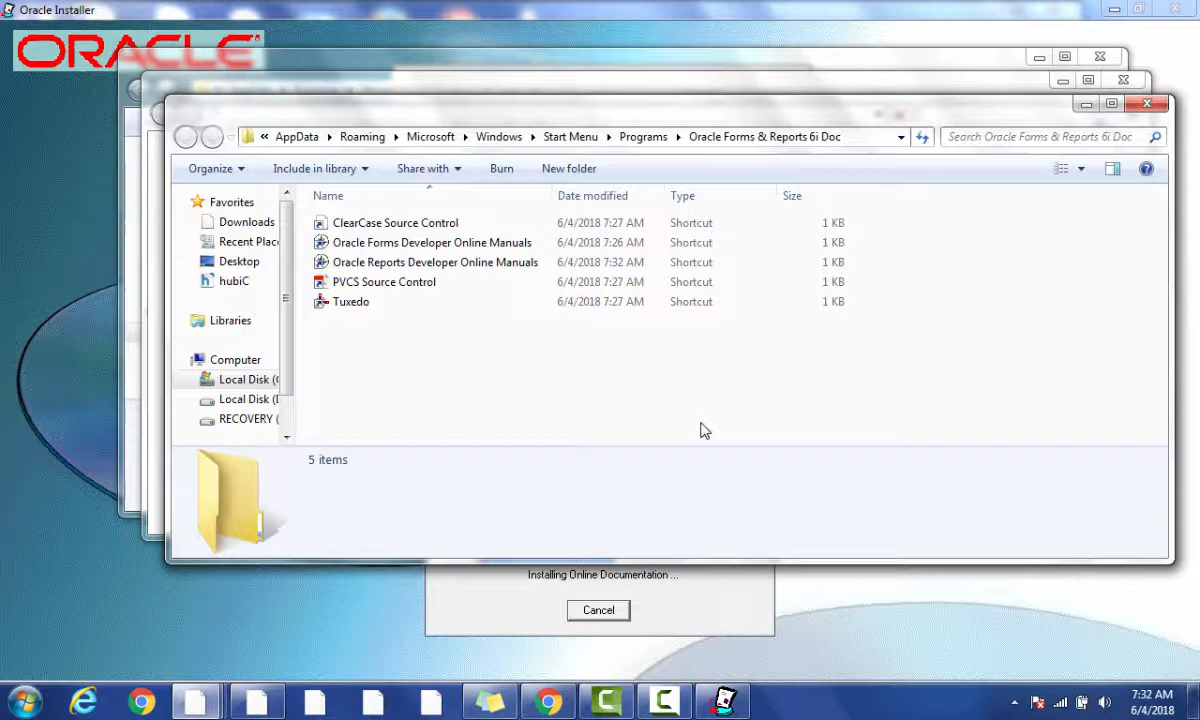 Oracle Installer
ORACLE
« AppData Roaming Microsoft Windows Start Menu Programs Oracle Forms & Reports 6i Doc
Search Oracle Forms & Reports 6i Doc
Organize Include in library Share with Burn New folder
Name Date modified Type Size
Favorites
Downloads
Recent Plac
Desktop
hubiC
Libraries
Computer
Local Disk (
Local Disk (
RECOVERY (
ClearCase Source Control 6/4/2018 7:27 AM Shortcut 1 KB
Oracle Forms Developer Online Manuals 6/4/2018 7:26 AM Shortcut 1 KB
Oracle Reports Developer Online Manuals 6/4/2018 7:32 AM Shortcut 1 KB
PVCS Source Control 6/4/2018 7:27 AM Shortcut 1 KB
Tuxedo 6/4/2018 7:27 AM Shortcut 1 KB
5 items
Installing Online Documentation ...
Cancel
7:32 AM
6/4/2018